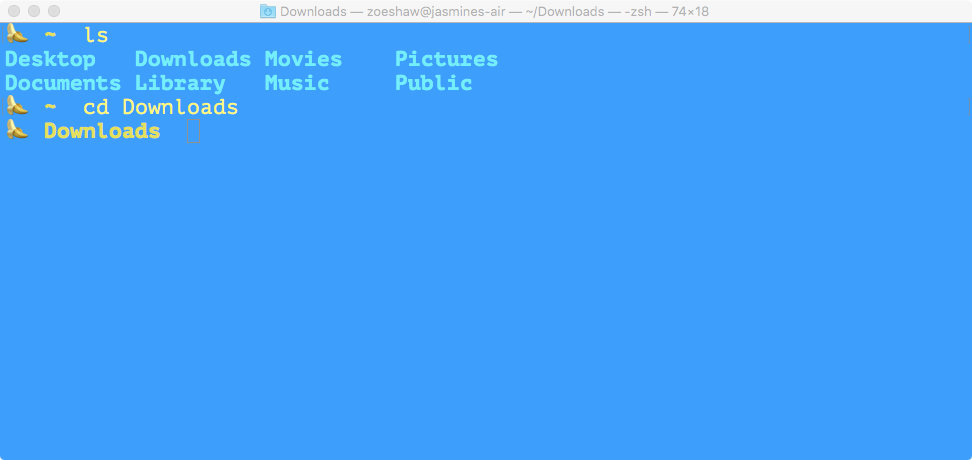 Downloads — zoeshaw@jasmines-air — ~/Downloads — -zsh — 74×18
🍌 ~  ls
Desktop   Downloads Movies    Pictures
Documents Library   Music     Public
🍌 ~  cd Downloads
🍌 Downloads  _